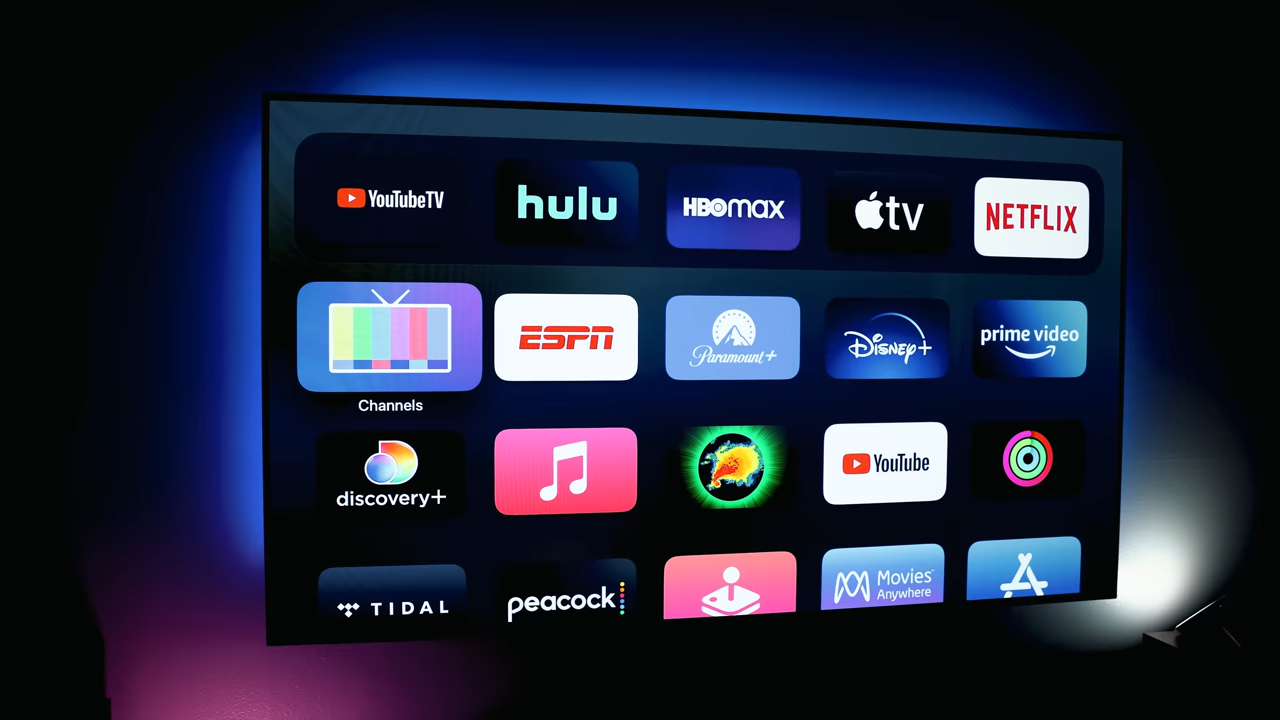 YouTubeTV
hulu
HBOmax
tv
NETFLIX
ESPN
Paramount+
Disney+
prime video
Channels
discovery+
YouTube
TIDAL
peacock
Movies
Anywhere